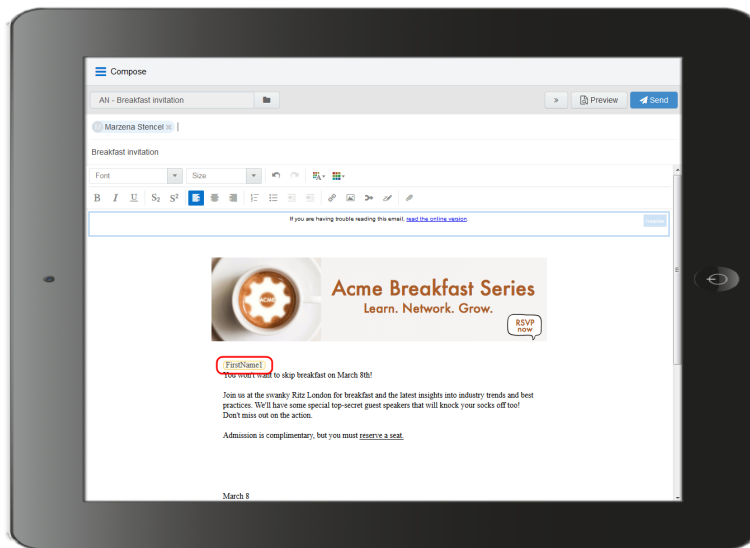 Compose
AN - Breakfast invitation
» Preview Send
Marzena Stencel
Breakfast invitation
Font Size
B I U S₂ S²
If you are having trouble reading this email, read the online version.
header
ACME
Acme Breakfast Series
Learn. Network. Grow.
RSVP
now
FirstName1
You won't want to skip breakfast on March 8th!
Join us at the swanky Ritz London for breakfast and the latest insights into industry trends and best
practices. We'll have some special top-secret guest speakers that will knock your socks off too!
Don't miss out on the action.
Admission is complimentary, but you must reserve a seat.
March 8